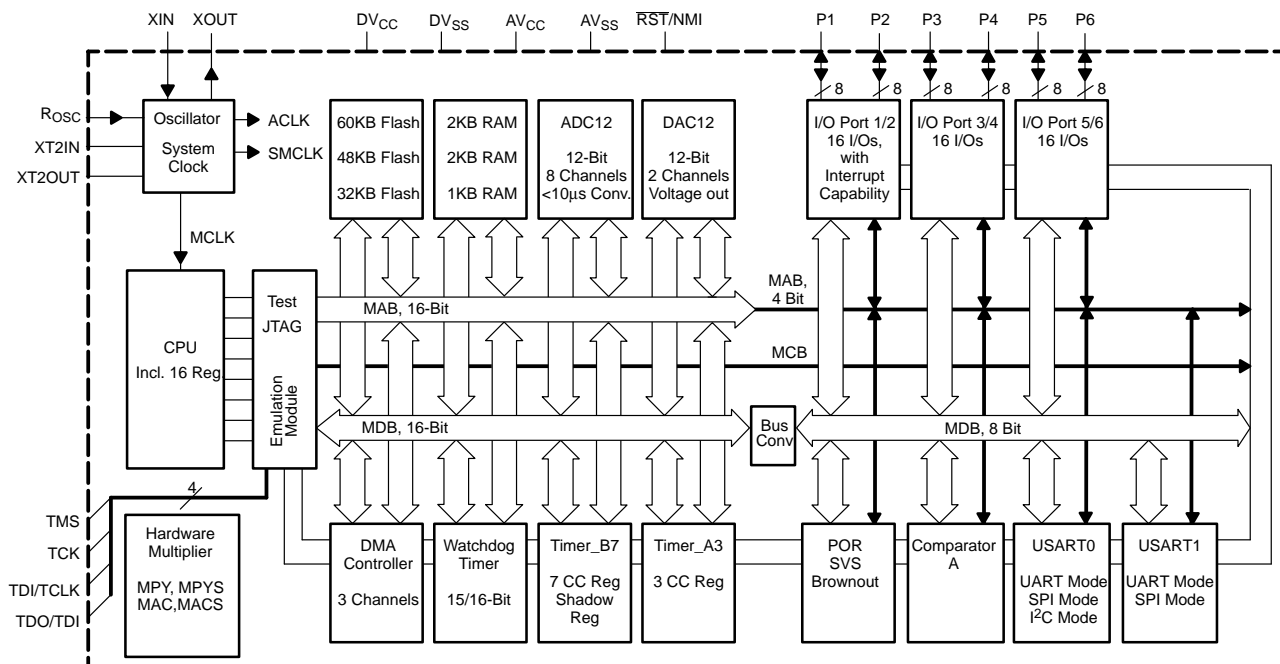 XIN XOUT DVCC DVSS AVCC AVSS RST/NMI P1 P2 P3 P4 P5 P6
8 8 8 8 8 8
ROSC
XT2IN
XT2OUT
Oscillator
System
Clock
ACLK
SMCLK
MCLK
60KB Flash
48KB Flash
32KB Flash
2KB RAM
2KB RAM
1KB RAM
ADC12
12-Bit
8 Channels
<10µs Conv.
DAC12
12-Bit
2 Channels
Voltage out
I/O Port 1/2
16 I/Os,
with
Interrupt
Capability
I/O Port 3/4
16 I/Os
I/O Port 5/6
16 I/Os
CPU
Incl. 16 Reg.
Test
JTAG
Emulation
Module
MAB, 16-Bit
MAB,
4 Bit
MCB
MDB, 16-Bit
Bus
Conv
MDB, 8 Bit
4
TMS
TCK
TDI/TCLK
TDO/TDI
Hardware
Multiplier
MPY, MPYS
MAC,MACS
DMA
Controller
3 Channels
Watchdog
Timer
15/16-Bit
Timer_B7
7 CC Reg
Shadow
Reg
Timer_A3
3 CC Reg
POR
SVS
Brownout
Comparator
A
USART0
UART Mode
SPI Mode
I²C Mode
USART1
UART Mode
SPI Mode